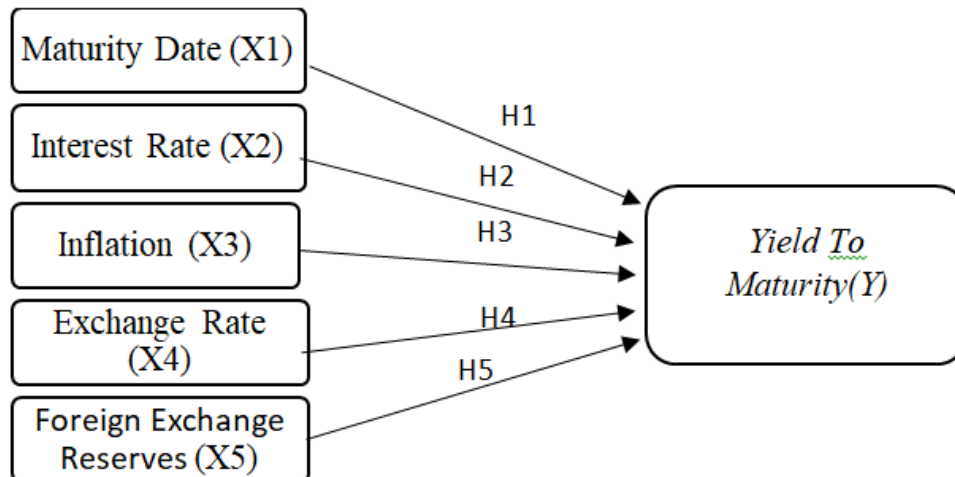 Maturity Date (X1)
H1
Interest Rate (X2)
H2
Inflation (X3)
H3
Exchange Rate
(X4)
H4
Foreign Exchange
Reserves (X5)
H5
Yield To
Maturity(Y)